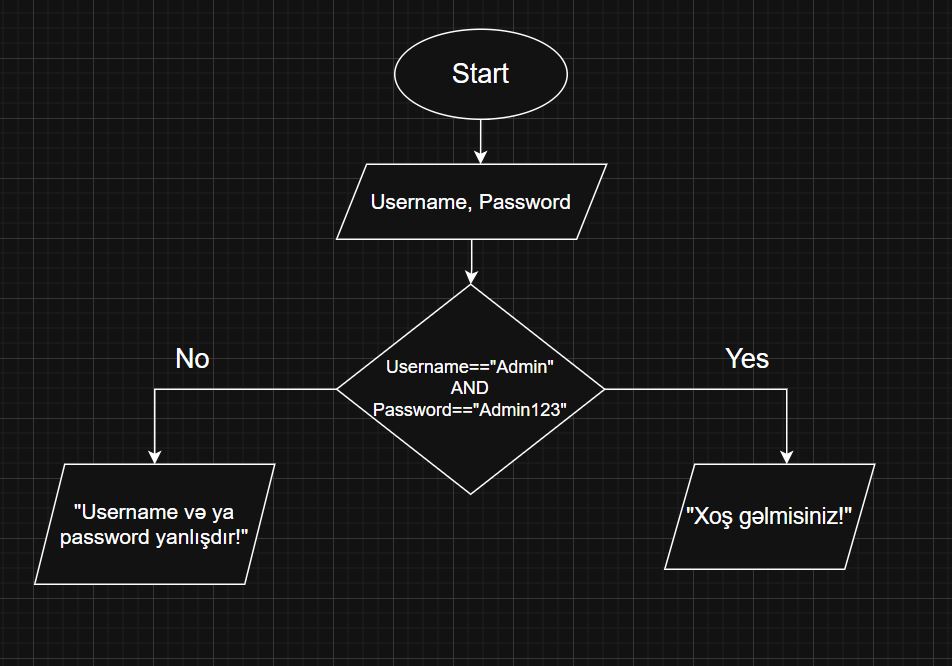 Start
Username, Password
Username=="Admin"
AND
Password=="Admin123"
No
Yes
"Username və ya
password yanlışdır!"
"Xoş gəlmisiniz!"